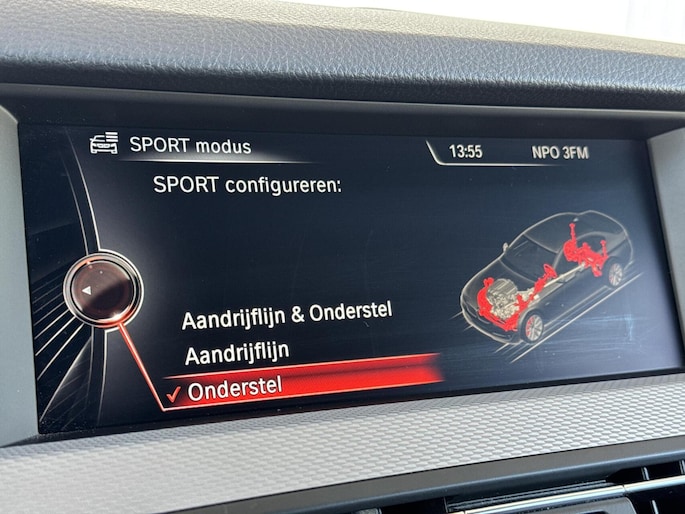 SPORT modus
13:55
NPO 3FM
SPORT configureren:
Aandrijflijn & Onderstel
Aandrijflijn
✓ Onderstel